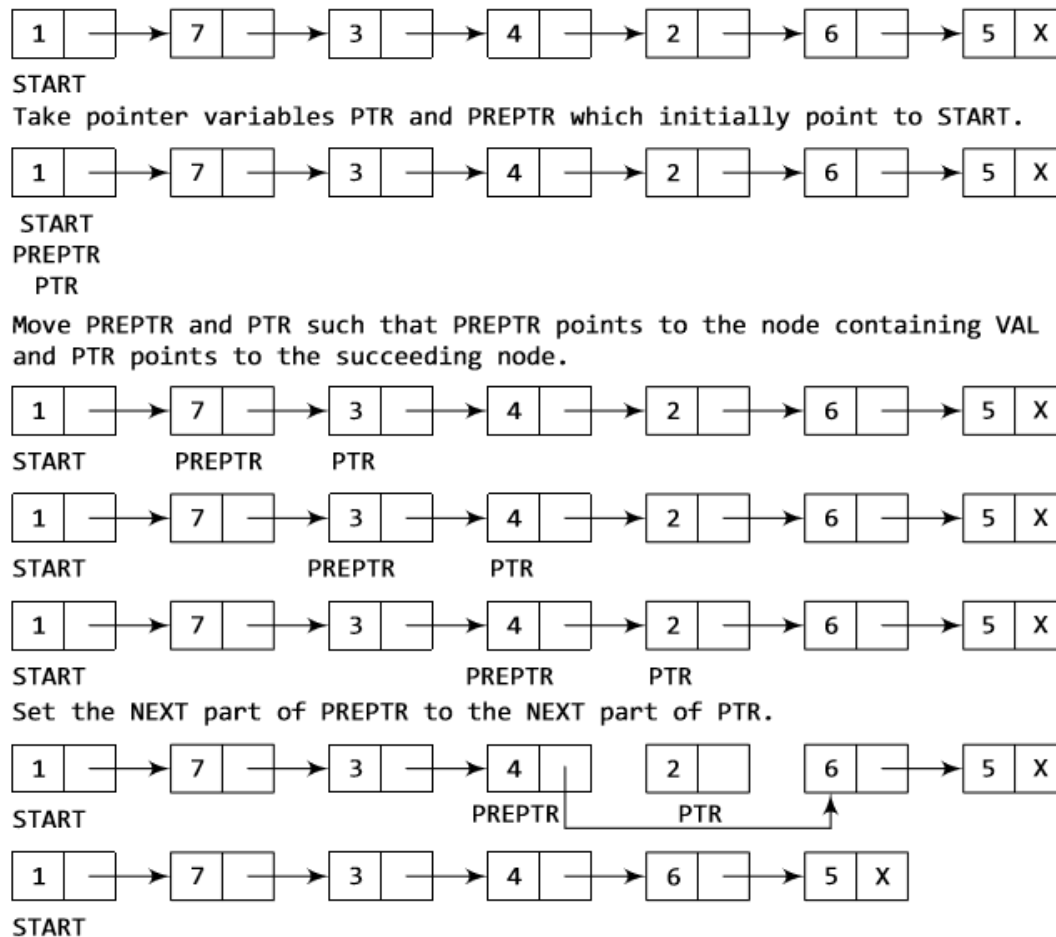 1 7 3 4 2 6 5 X
START
Take pointer variables PTR and PREPTR which initially point to START.
1 7 3 4 2 6 5 X
START
PREPTR
PTR
Move PREPTR and PTR such that PREPTR points to the node containing VAL
and PTR points to the succeeding node.
1 7 3 4 2 6 5 X
START PREPTR PTR
1 7 3 4 2 6 5 X
START PREPTR PTR
1 7 3 4 2 6 5 X
START PREPTR PTR
Set the NEXT part of PREPTR to the NEXT part of PTR.
1 7 3 4 2 6 5 X
PREPTR PTR
START
1 7 3 4 6 5 X
START